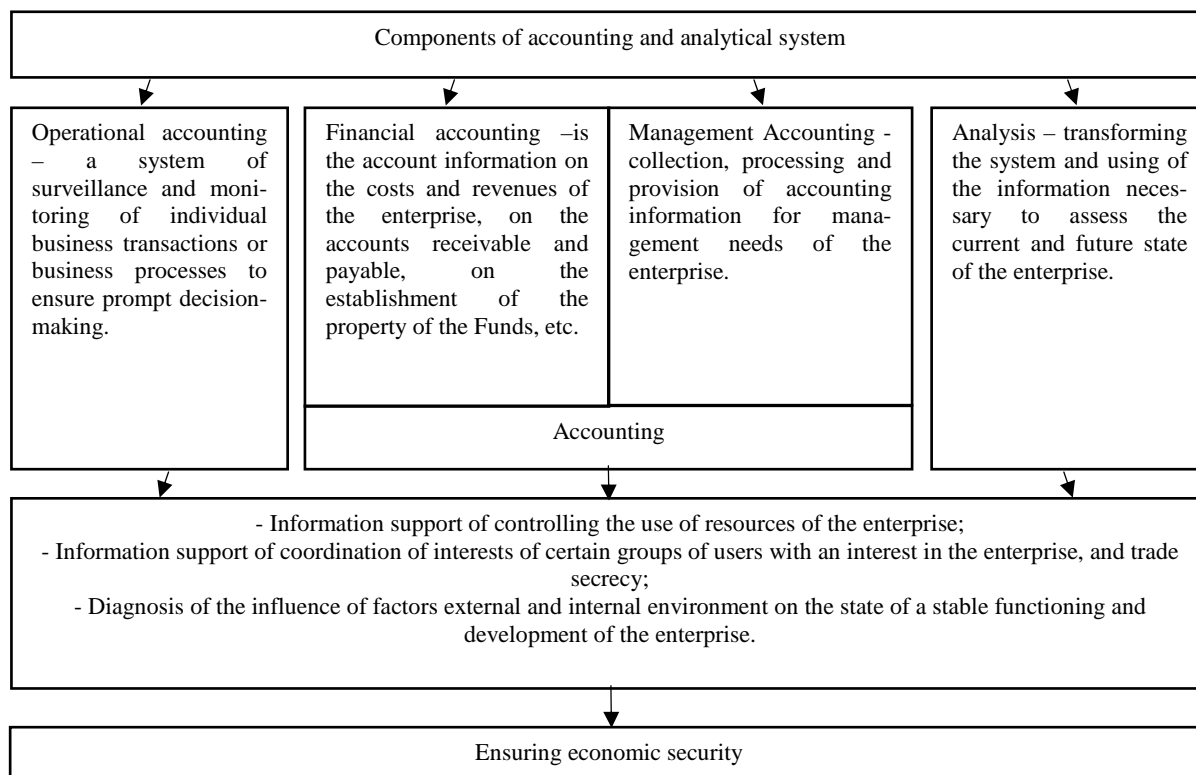 Components of accounting and analytical system
Operational accounting
– a system of
surveillance and moni-
toring of individual
business transactions or
business processes to
ensure prompt decision-
making.
Financial accounting –is
the account information on
the costs and revenues of
the enterprise, on the
accounts receivable and
payable, on the
establishment of the
property of the Funds, etc.
Management Accounting -
collection, processing and
provision of accounting
information for mana-
gement needs of the
enterprise.
Analysis – transforming
the system and using of
the information neces-
sary to assess the
current and future state
of the enterprise.
Accounting
- Information support of controlling the use of resources of the enterprise;
- Information support of coordination of interests of certain groups of users with an interest in the enterprise, and trade
secrecy;
- Diagnosis of the influence of factors external and internal environment on the state of a stable functioning and
development of the enterprise.
Ensuring economic security